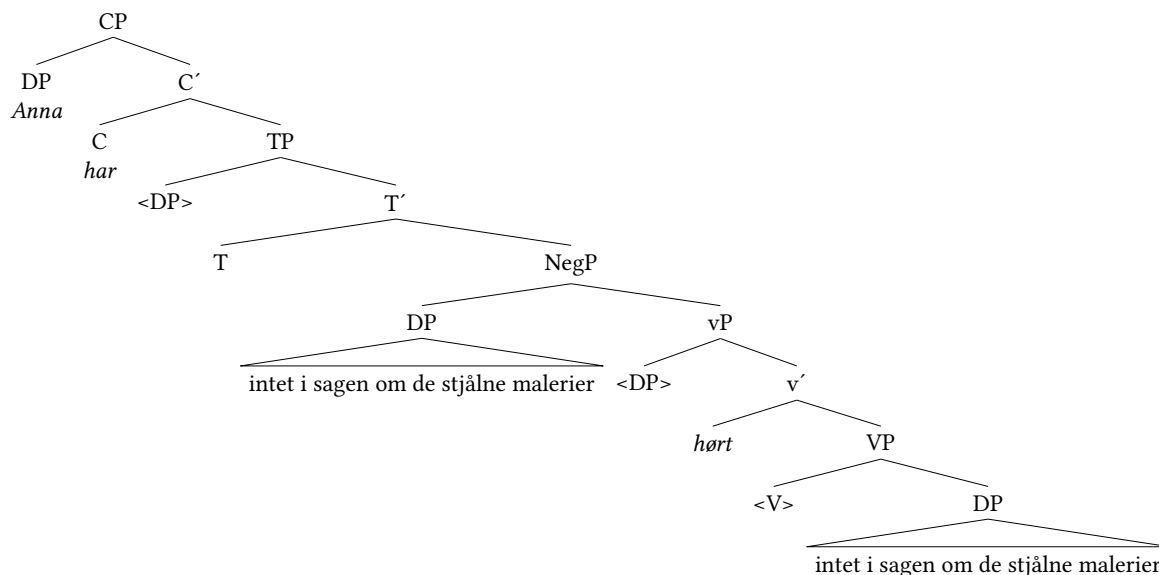 CP
DP C´
Anna
C TP
har
<DP> T´
T NegP
DP vP
intet i sagen om de stjålne malerier <DP> v´
hørt VP
<V> DP
intet i sagen om de stjålne malerier